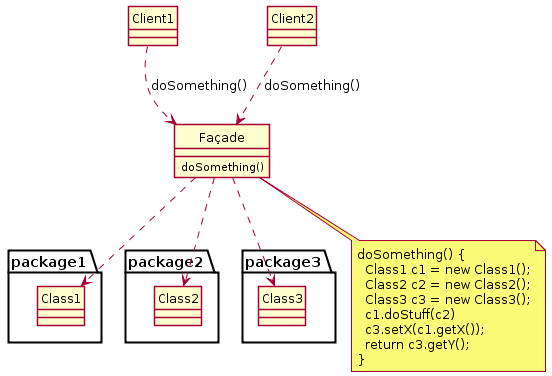 Client1
Client2
doSomething()
doSomething()
Façade
doSomething()
package1
package2
package3
Class1
Class2
Class3
doSomething() {
Class1 c1 = new Class1();
Class2 c2 = new Class2();
Class3 c3 = new Class3();
c1.doStuff(c2)
c3.setX(c1.getX());
return c3.getY();
}